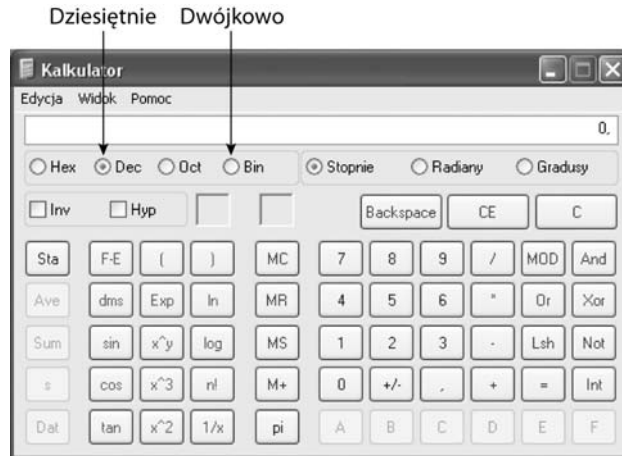 Dziesiętnie Dwójkowo
Kalkulator
Edycja Widok Pomoc
0,
Hex Dec Oct Bin Stopnie Radiany Gradusy
Inv Hyp Backspace CE C
Sta F-E ( ) MC 7 8 9 / MOD And
Ave dms Exp ln MR 4 5 6 * Or Xor
Sum sin x^y log MS 1 2 3 - Lsh Not
s cos x^3 n! M+ 0 +/- , + = Int
Dat tan x^2 1/x pi A B C D E F